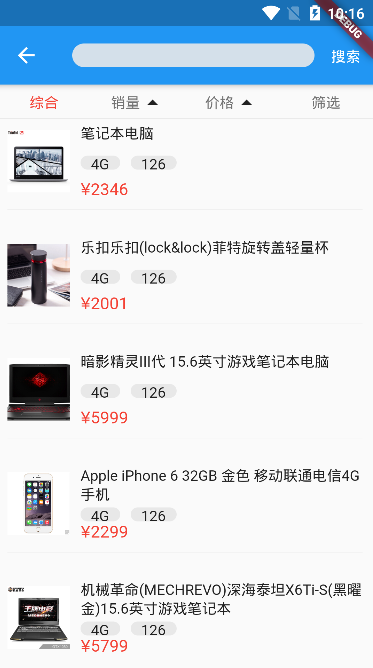 10:16
DEBUG
搜索
综合 销量 价格 筛选
笔记本电脑
4G 126
¥2346
乐扣乐扣(lock&lock)菲特旋转盖轻量杯
4G 126
¥2001
暗影精灵III代 15.6英寸游戏笔记本电脑
4G 126
¥5999
Apple iPhone 6 32GB 金色 移动联通电信4G
手机
4G 126
¥2299
机械革命(MECHREVO)深海泰坦X6Ti-S(黑曜
金)15.6英寸游戏笔记本
4G 126
¥5799